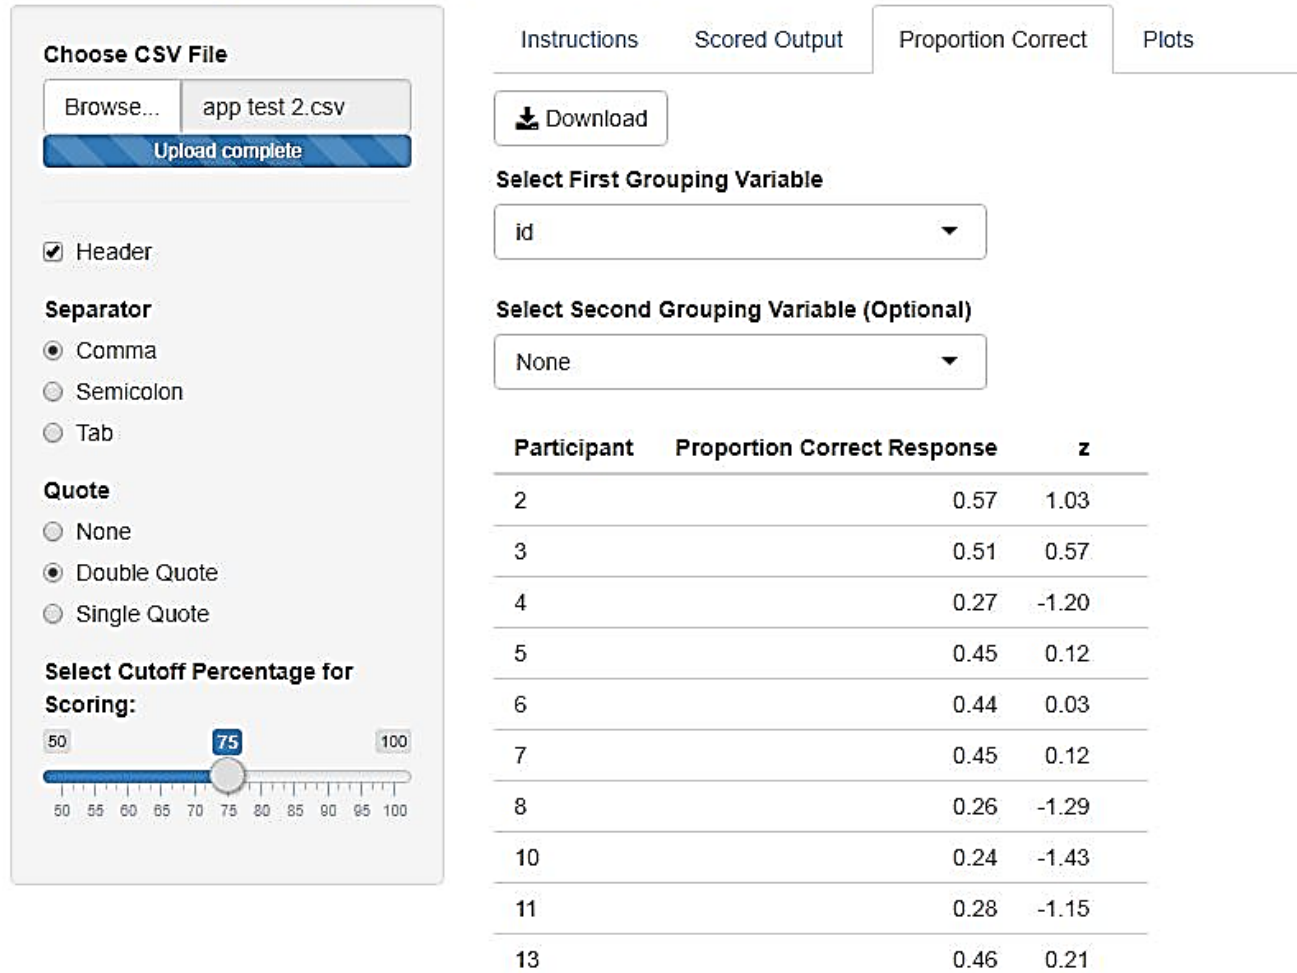 Choose CSV File
Browse... app test 2.csv
Upload complete
Header
Separator
Comma
Semicolon
Tab
Quote
None
Double Quote
Single Quote
Select Cutoff Percentage for
Scoring:
50 75 100
50 55 60 65 70 75 80 85 90 95 100
Instructions Scored Output Proportion Correct Plots
Download
Select First Grouping Variable
id
Select Second Grouping Variable (Optional)
None
Participant Proportion Correct Response z
2 0.57 1.03
3 0.51 0.57
4 0.27 -1.20
5 0.45 0.12
6 0.44 0.03
7 0.45 0.12
8 0.26 -1.29
10 0.24 -1.43
11 0.28 -1.15
13 0.46 0.21